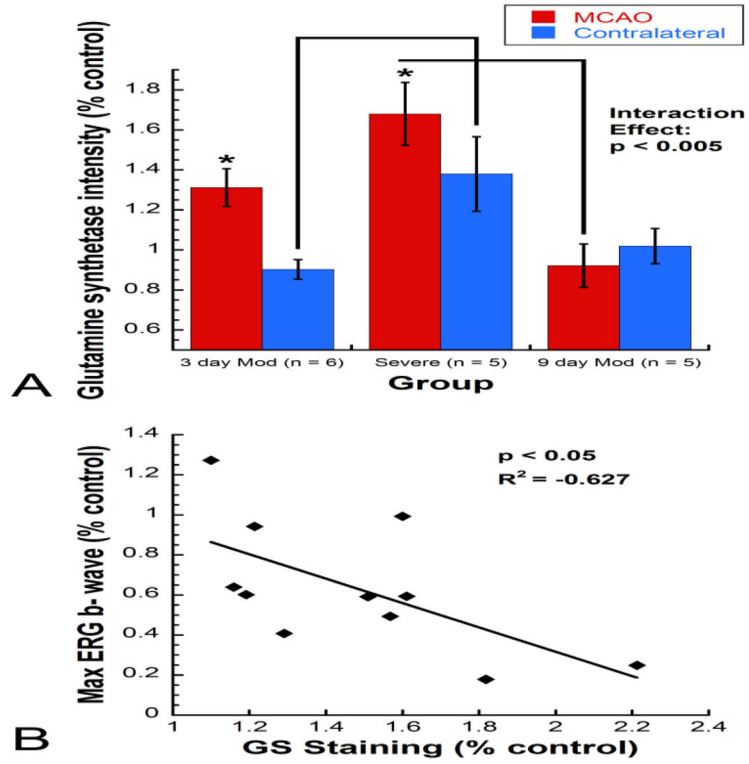 MCAO
Contralateral
Glutamine synthetase intensity (% control)
1.8
1.6
1.4
1.2
1
0.8
0.6
*
*
Interaction
Effect:
p < 0.005
3 day Mod (n = 6) Severe (n = 5) 9 day Mod (n = 5)
Group
A
Max ERG b- wave (% control)
1.4
1.2
1
0.8
0.6
0.4
0.2
0
p < 0.05
R² = -0.627
1 1.2 1.4 1.6 1.8 2 2.2 2.4
GS Staining (% control)
B